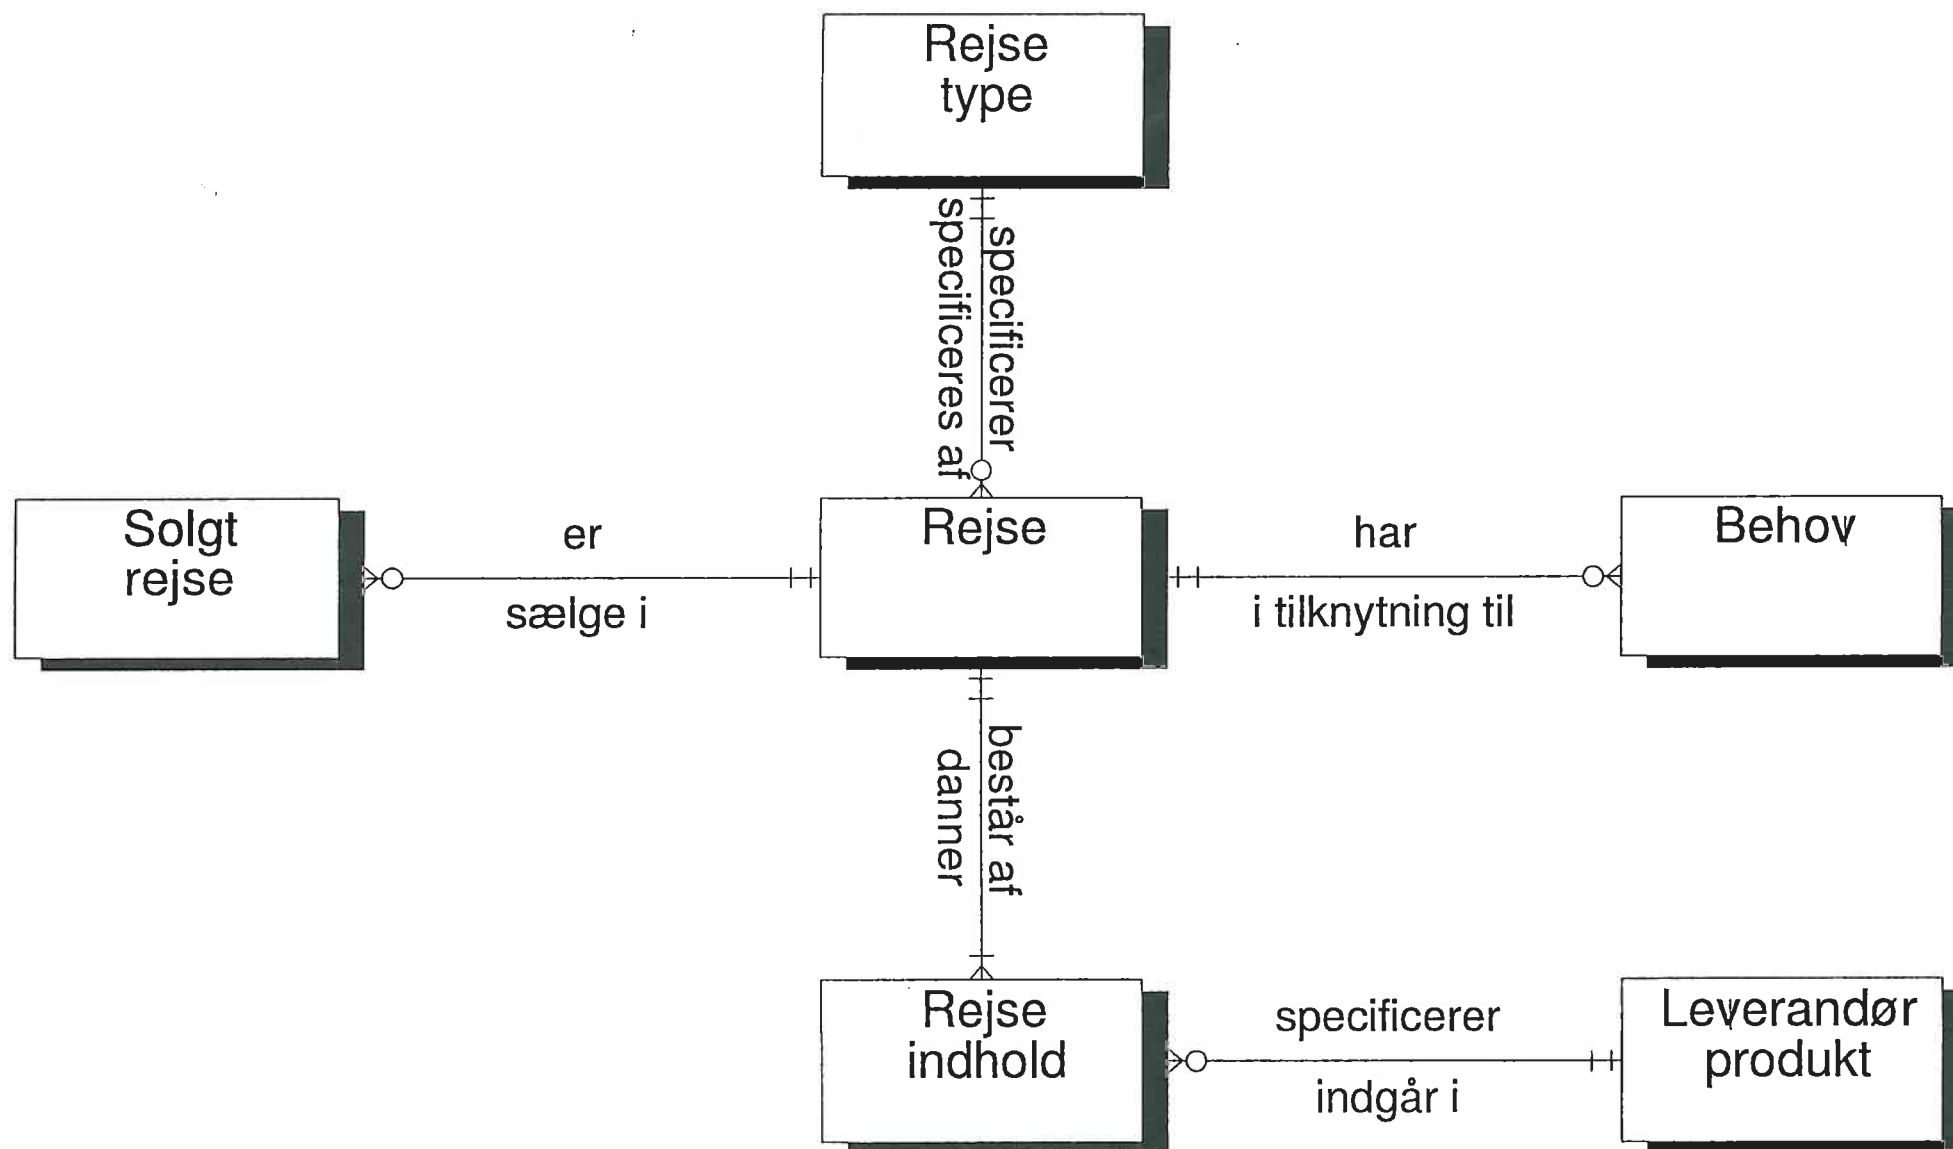 Rejse
type
specificerer
specificeres af
Solgt
rejse
er
sælge i
Rejse
har
i tilknytning til
Behov
består af
danner
Rejse
indhold
specificerer
indgår i
Leverandør
produkt